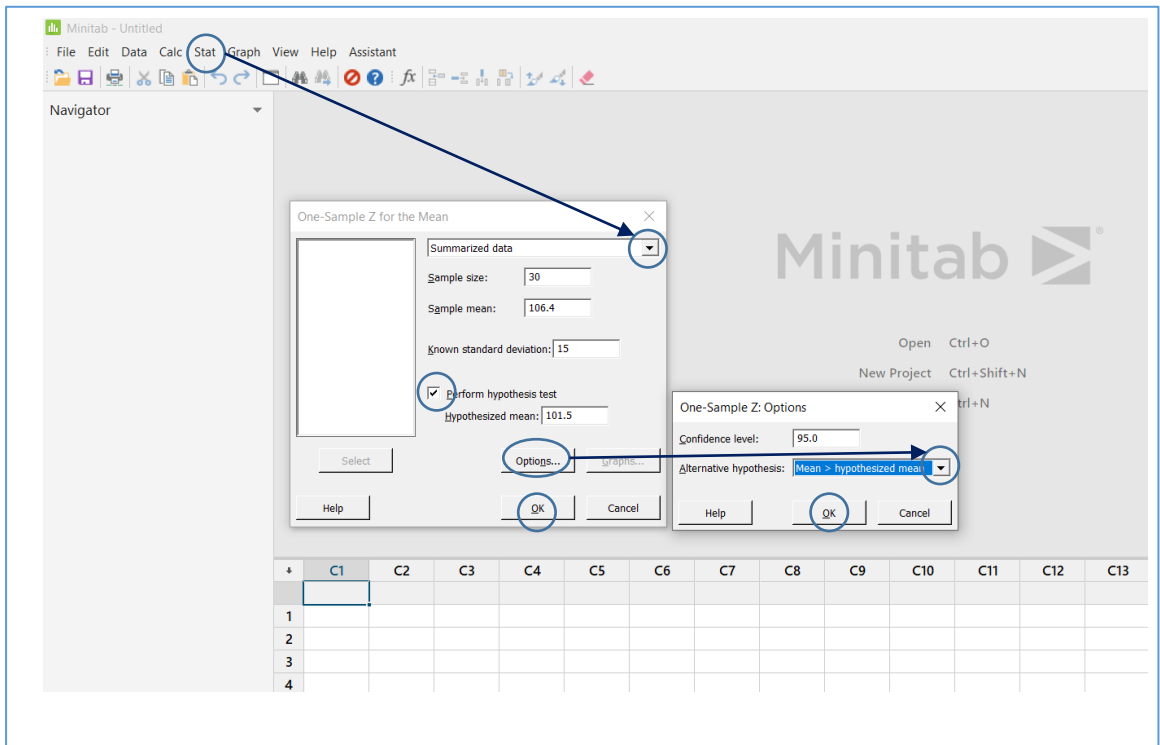 Minitab - Untitled
File Edit Data Calc Stat Graph View Help Assistant
fx
Navigator
One-Sample Z for the Mean
Summarized data
Sample size: 30
Sample mean: 106.4
Known standard deviation: 15
Perform hypothesis test
Hypothesized mean: 101.5
Select Options... Graphs...
Help OK Cancel
Minitab
Open Ctrl+O
New Project Ctrl+Shift+N
trl+N
One-Sample Z: Options
Confidence level: 95.0
Alternative hypothesis: Mean > hypothesized mean
Help OK Cancel
C1 C2 C3 C4 C5 C6 C7 C8 C9 C10 C11 C12 C13
1
2
3
4